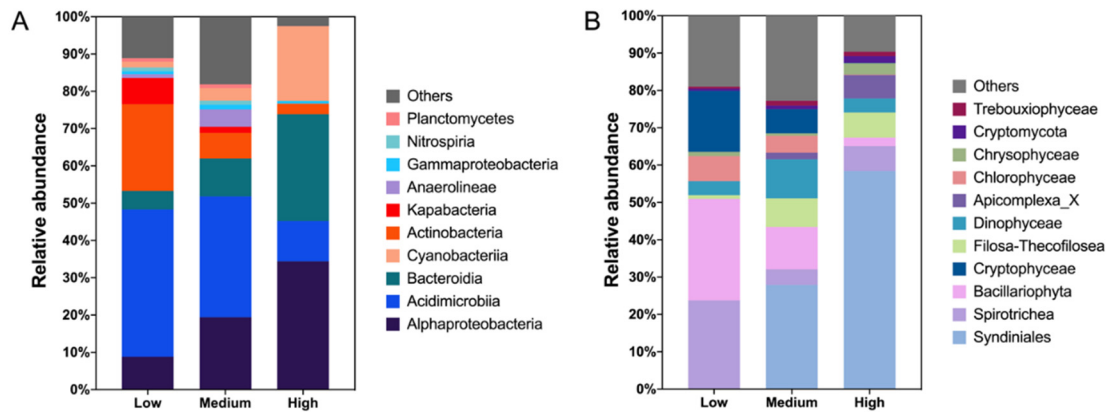 A
Relative abundance
100%
90%
80%
70%
60%
50%
40%
30%
20%
10%
0%
Low Medium High
Others
Planctomycetes
Nitrospiria
Gammaproteobacteria
Anaerolineae
Kapabacteria
Actinobacteria
Cyanobacteriia
Bacteroidia
Acidimicrobiia
Alphaproteobacteria
B
Relative abundance
100%
90%
80%
70%
60%
50%
40%
30%
20%
10%
0%
Low Medium High
Others
Trebouxiophyceae
Cryptomycota
Chrysophyceae
Chlorophyceae
Apicomplexa_X
Dinophyceae
Filosa-Thecofilosea
Cryptophyceae
Bacillariophyta
Spirotrichea
Syndiniales